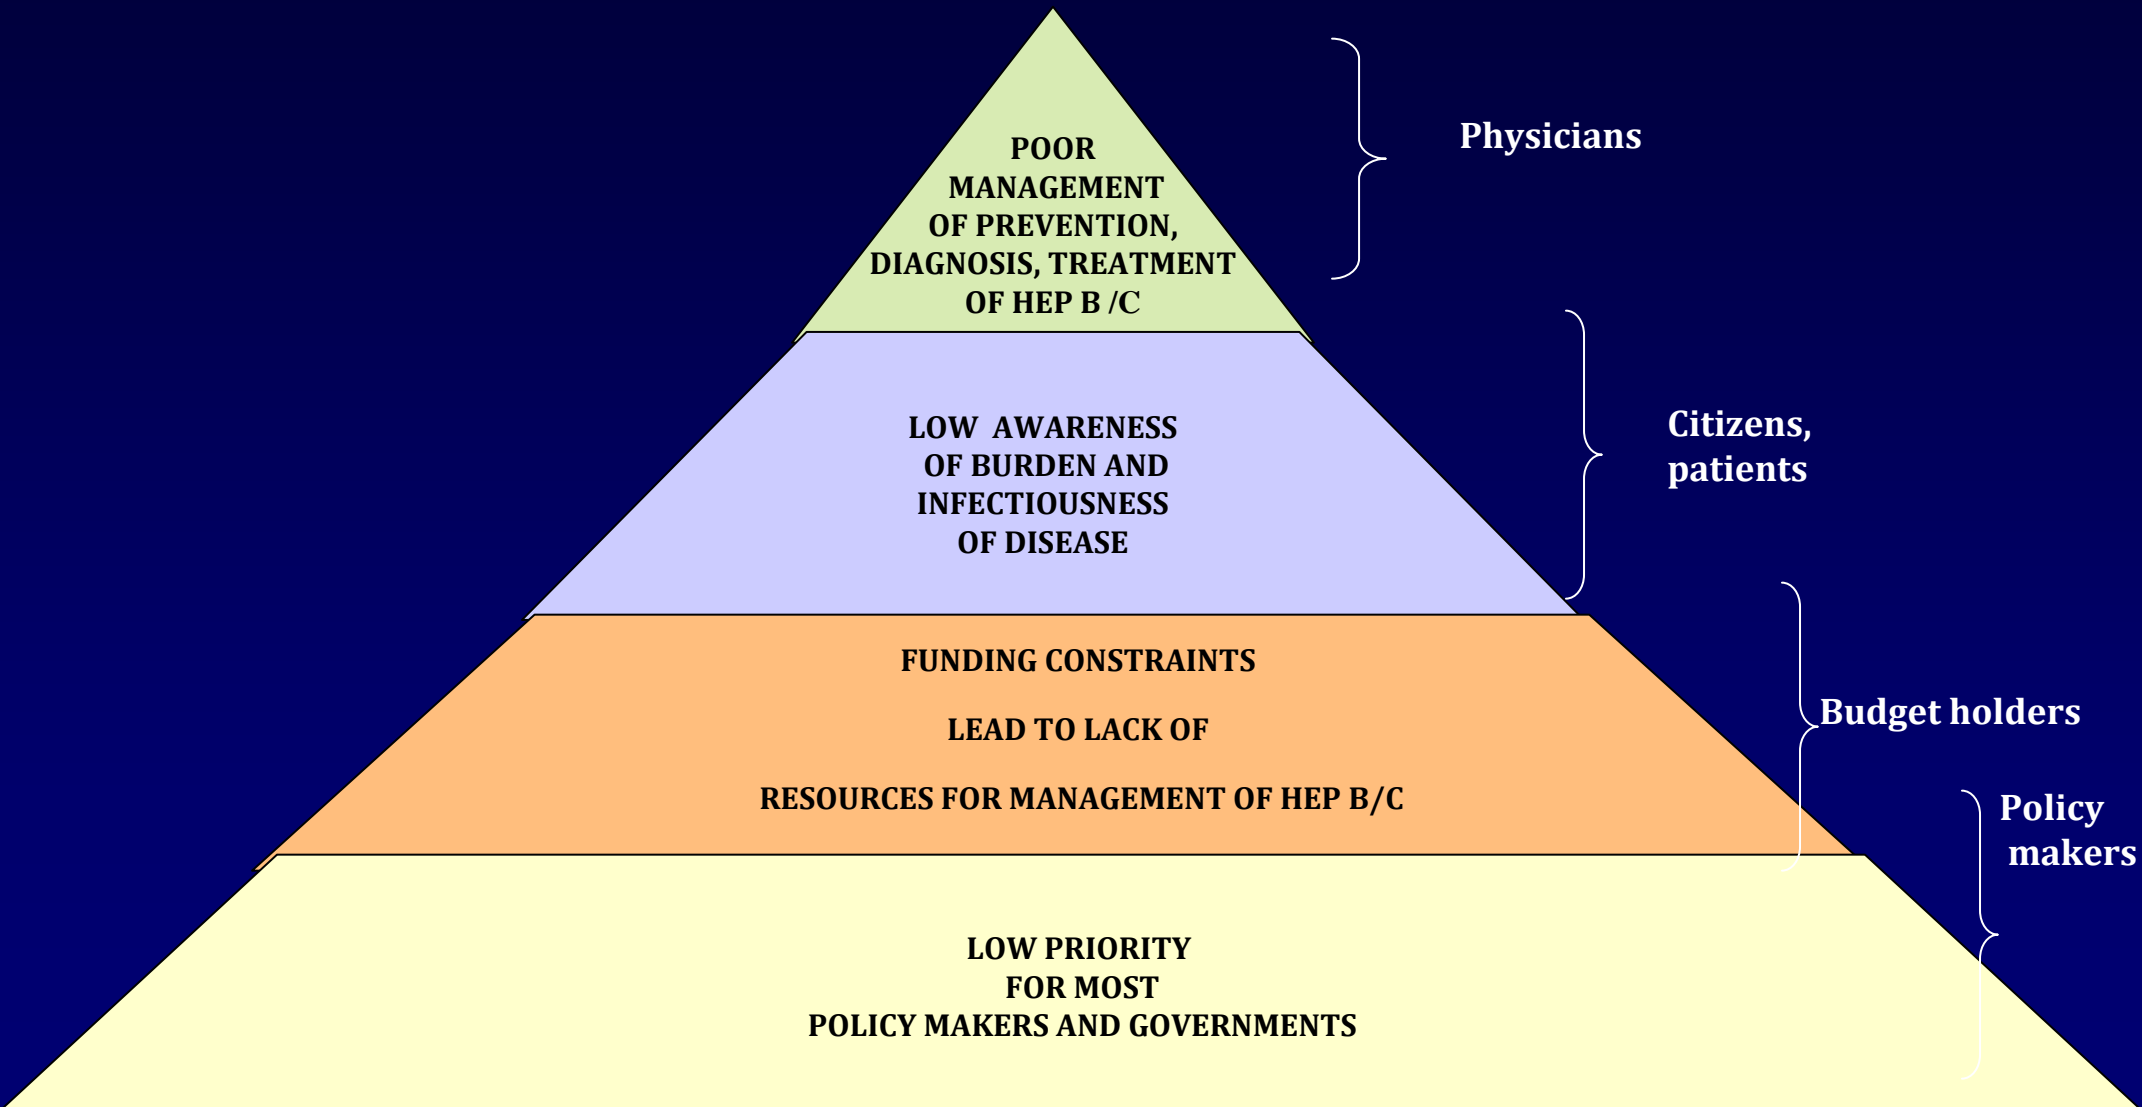 POOR
MANAGEMENT
OF PREVENTION,
DIAGNOSIS, TREATMENT
OF HEP B /C
Physicians
LOW AWARENESS
OF BURDEN AND
INFECTIOUSNESS
OF DISEASE
Citizens,
patients
FUNDING CONSTRAINTS
LEAD TO LACK OF
RESOURCES FOR MANAGEMENT OF HEP B/C
Budget holders
LOW PRIORITY
FOR MOST
POLICY MAKERS AND GOVERNMENTS
Policy
makers